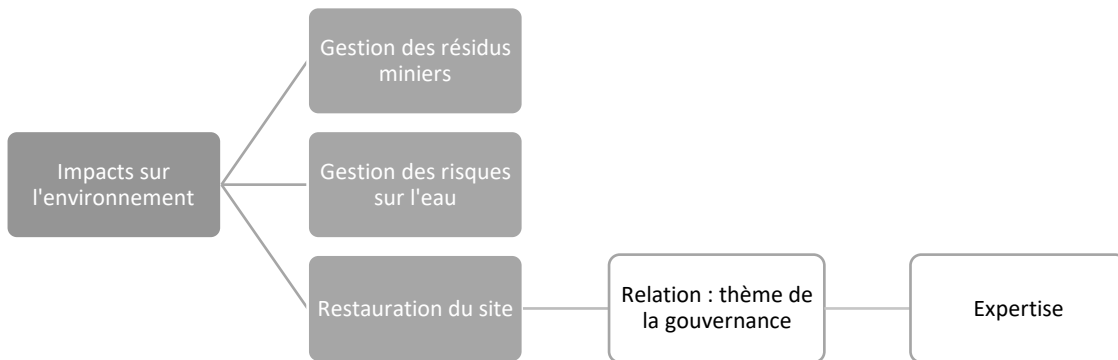 Gestion des résidus
miniers
Impacts sur
l'environnement
Gestion des risques
sur l'eau
Restauration du site
Relation : thème de
la gouvernance
Expertise